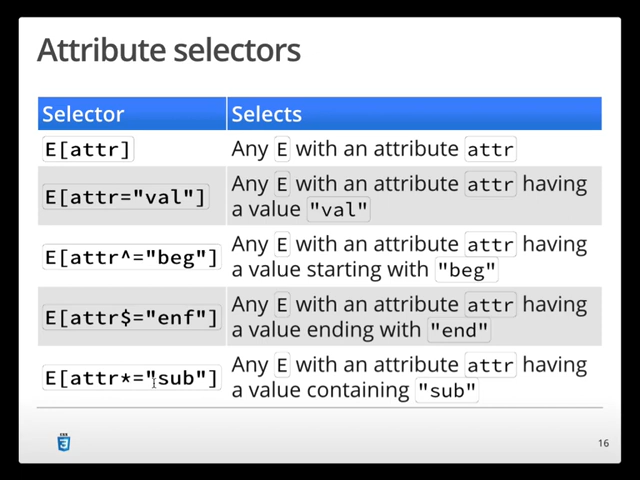 Attribute selectors
Selector Selects
E[attr] Any E with an attribute attr
E[attr="val"] Any E with an attribute attr having
a value "val"
E[attr^="beg"] Any E with an attribute attr having
a value starting with "beg"
E[attr$="enf"] Any E with an attribute attr having
a value ending with "end"
E[attr*="sub"] Any E with an attribute attr having
a value containing "sub"
CSS
3
16